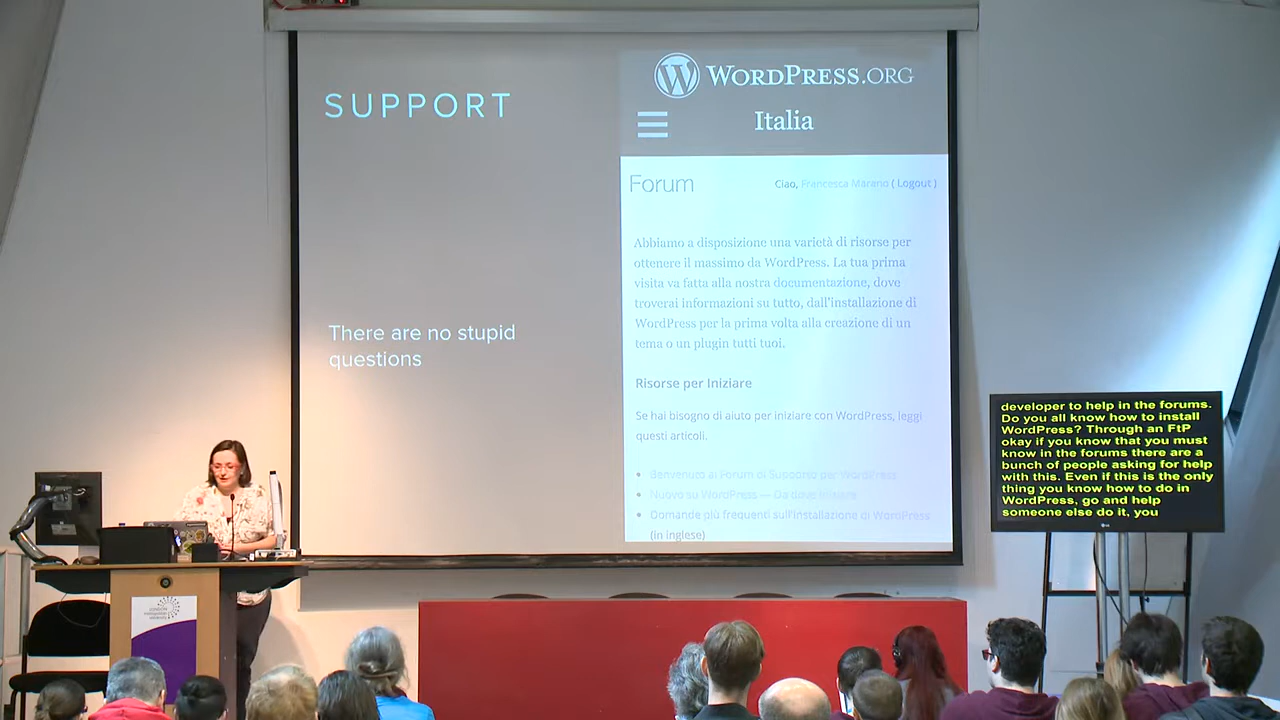 SUPPORT
There are no stupid
questions
WORDPRESS.ORG
Italia
Forum
Ciao, Francesca Marano ( Logout )
Abbiamo a disposizione una varietà di risorse per
ottenere il massimo da WordPress. La tua prima
visita va fatta alla nostra documentazione, dove
troverai informazioni su tutto, dall'installazione di
WordPress per la prima volta alla creazione di un
tema o un plugin tutti tuoi.
Risorse per Iniziare
Se hai bisogno di aiuto per iniziare con WordPress, leggi
questi articoli.
Benvenuto al Forum di Supporto per WordPress
Nuovo su WordPress — Da dove iniziare
Domande più frequenti sull'installazione di WordPress
(in inglese)
developer to help in the forums.
Do you all know how to install
WordPress? Through an FtP
okay if you know that you must
know in the forums there are a
bunch of people asking for help
with this. Even if this is the only
thing you know how to do in
WordPress, go and help
someone else do it, you